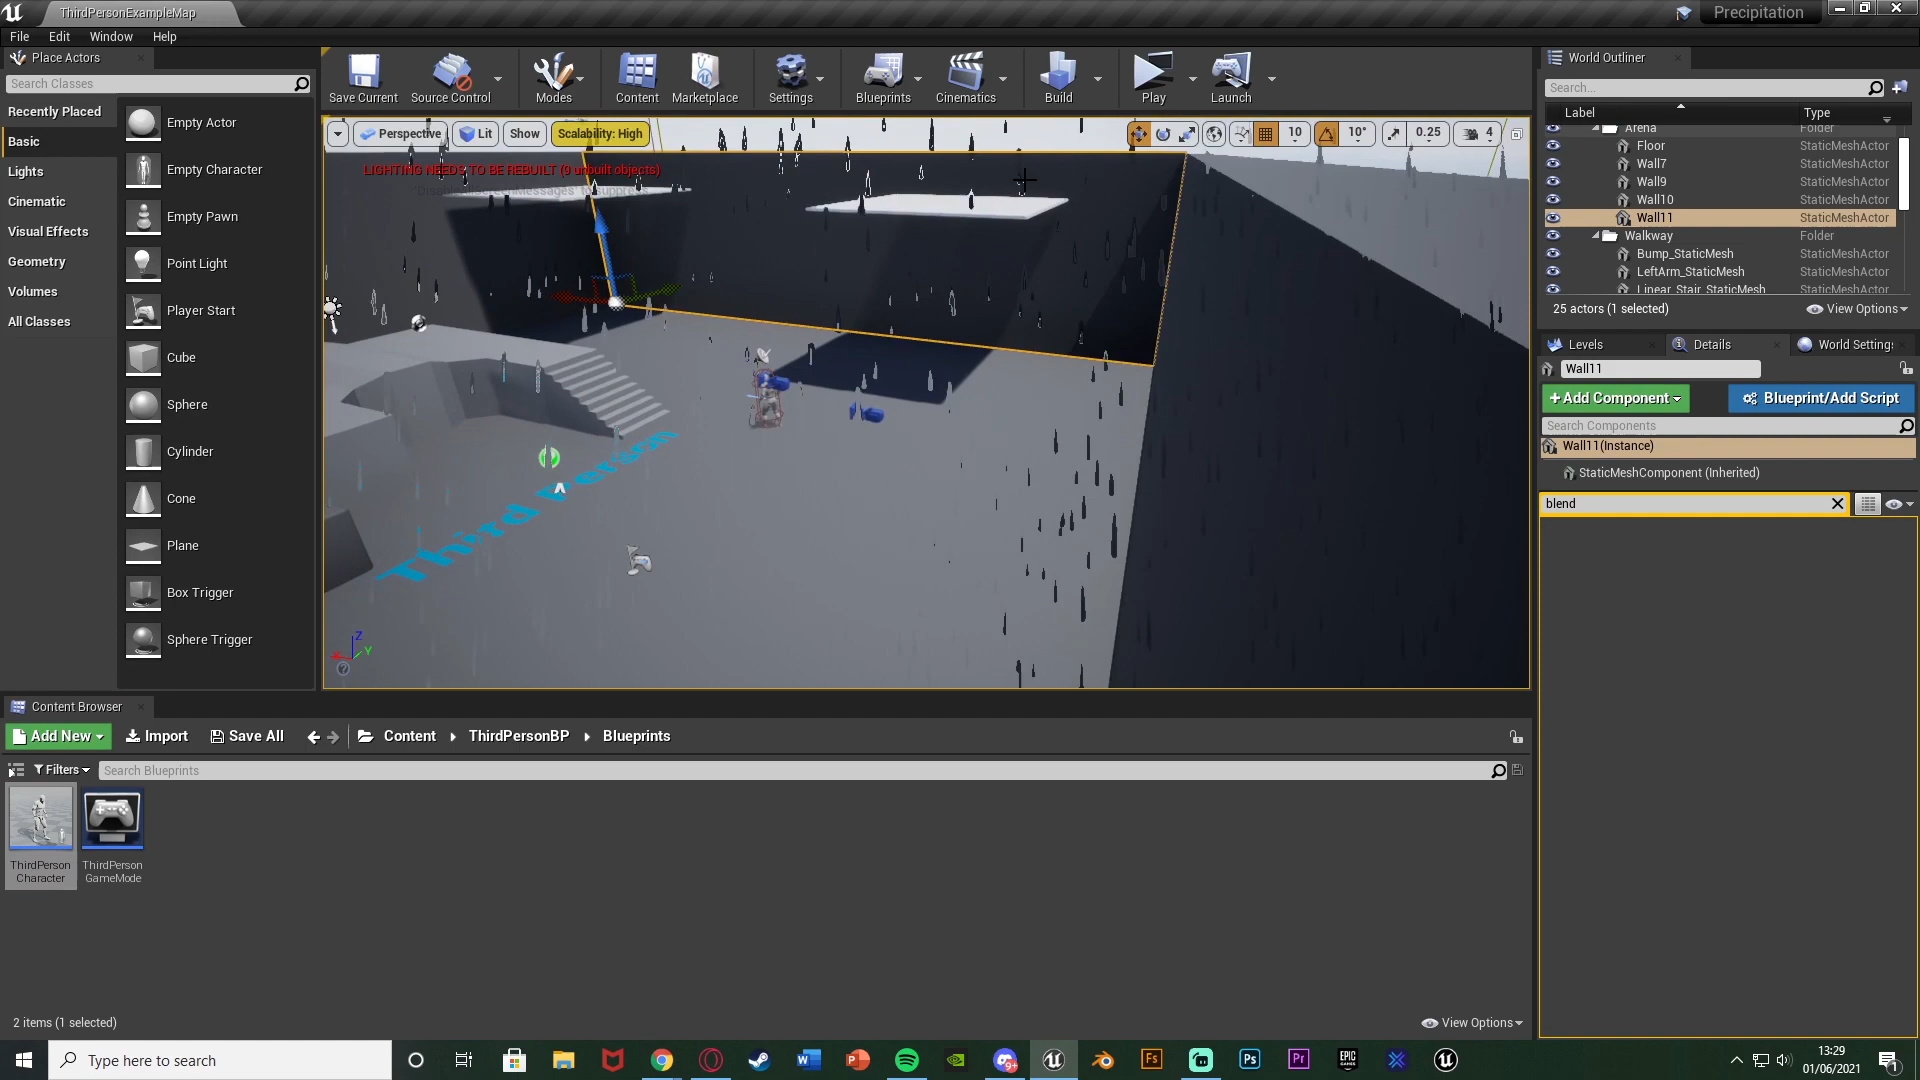 ThirdPersonExampleMap
Precipitation
File Edit Window Help
Place Actors
Search Classes
Recently Placed
Basic
Lights
Cinematic
Visual Effects
Geometry
Volumes
All Classes
Empty Actor
Empty Character
Empty Pawn
Point Light
Player Start
Cube
Sphere
Cylinder
Cone
Plane
Box Trigger
Sphere Trigger
Save Current Source Control Modes Content Marketplace Settings Blueprints Cinematics Build Play Launch
Perspective Lit Show Scalability: High 10 10° 0.25 4
LIGHTING NEEDS TO BE REBUILT (9 unbuilt objects)
Third Person
Z
Y
World Outliner
Search...
Label Type
Arena Folder
Floor StaticMeshActor
Wall7 StaticMeshActor
Wall9 StaticMeshActor
Wall10 StaticMeshActor
Wall11 StaticMeshActor
Walkway Folder
Bump_StaticMesh StaticMeshActor
LeftArm_StaticMesh StaticMeshActor
Linear_Stair_StaticMesh StaticMeshActor
25 actors (1 selected) View Options
Levels Details World Settings
Wall11
+ Add Component Blueprint/Add Script
Search Components
Wall11(Instance)
StaticMeshComponent (Inherited)
blend
Content Browser
Add New Import Save All Content ThirdPersonBP Blueprints
Filters Search Blueprints
ThirdPerson
Character
ThirdPerson
GameMode
2 items (1 selected) View Options
Type here to search
13:29
01/06/2021